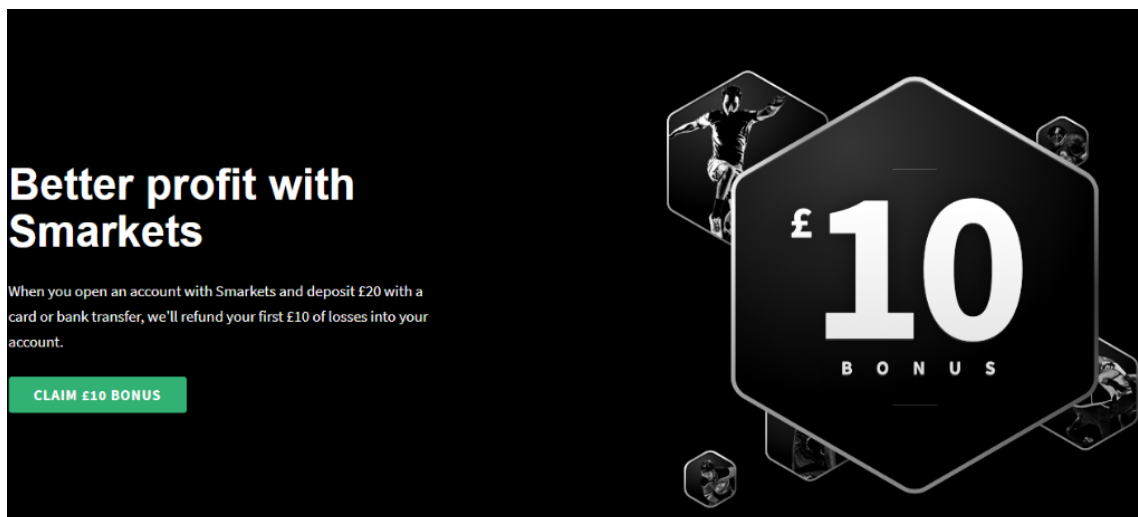 Better profit with
Smarkets
When you open an account with Smarkets and deposit £20 with a
card or bank transfer, we'll refund your first £10 of losses into your
account.
CLAIM £10 BONUS
£10
BONUS